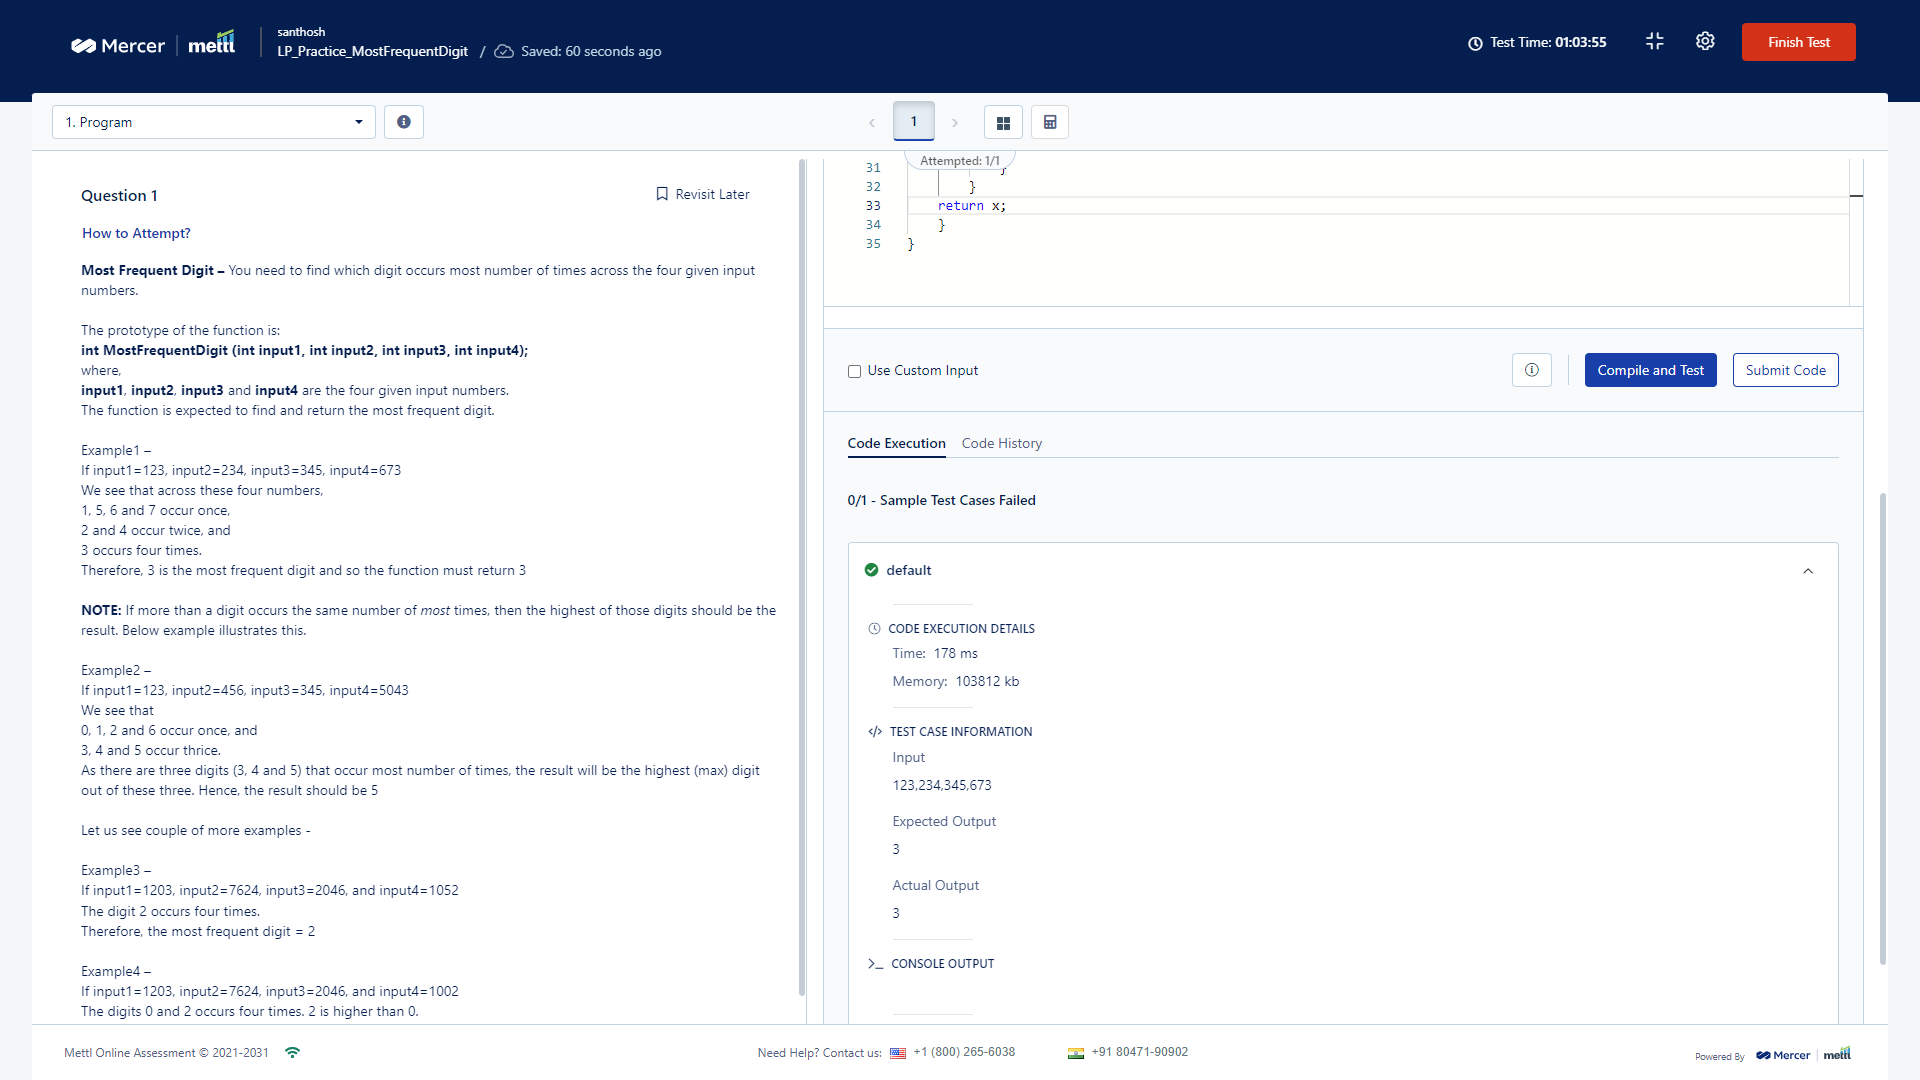 Mercer
mettl
santhosh
LP_Practice_MostFrequentDigit / Saved: 60 seconds ago
Test Time: 01:03:55
Finish Test
1. Program
1
Attempted: 1/1
Question 1
Revisit Later
How to Attempt?
Most Frequent Digit – You need to find which digit occurs most number of times across the four given input
numbers.
The prototype of the function is:
int MostFrequentDigit (int input1, int input2, int input3, int input4);
where,
input1, input2, input3 and input4 are the four given input numbers.
The function is expected to find and return the most frequent digit.
Example1 –
If input1=123, input2=234, input3=345, input4=673
We see that across these four numbers,
1, 5, 6 and 7 occur once,
2 and 4 occur twice, and
3 occurs four times.
Therefore, 3 is the most frequent digit and so the function must return 3
NOTE: If more than a digit occurs the same number of most times, then the highest of those digits should be the
result. Below example illustrates this.
Example2 –
If input1=123, input2=456, input3=345, input4=5043
We see that
0, 1, 2 and 6 occur once, and
3, 4 and 5 occur thrice.
As there are three digits (3, 4 and 5) that occur most number of times, the result will be the highest (max) digit
out of these three. Hence, the result should be 5
Let us see couple of more examples -
Example3 –
If input1=1203, input2=7624, input3=2046, and input4=1052
The digit 2 occurs four times.
Therefore, the most frequent digit = 2
Example4 –
If input1=1203, input2=7624, input3=2046, and input4=1002
The digits 0 and 2 occurs four times. 2 is higher than 0.
31 }
32 }
33 return x;
34 }
35 }
Use Custom Input
Compile and Test
Submit Code
Code Execution
Code History
0/1 - Sample Test Cases Failed
default
CODE EXECUTION DETAILS
Time: 178 ms
Memory: 103812 kb
</> TEST CASE INFORMATION
Input
123,234,345,673
Expected Output
3
Actual Output
3
CONSOLE OUTPUT
Mettl Online Assessment © 2021-2031
Need Help? Contact us: +1 (800) 265-6038
+91 80471-90902
Powered By Mercer mettl